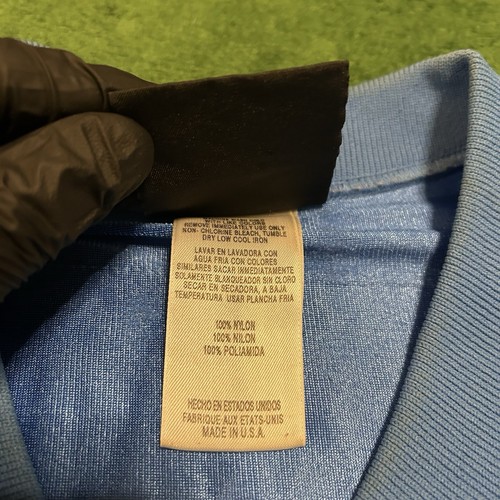 REMOVE IMMEDIATELY USE ONLY
NON- CHLORINE BLEACH, TUMBLE
DRY LOW COOL IRON
LAVAR EN LAVADORA CON
AGUA FRIA CON COLORES
SIMILARES SACAR INMEDIATAMENTE
SOLAMENTE BLANQUEADOR SIN CLORO
SECAR EN SECADORA, A BAJA
TEMPERATURA USAR PLANCHA FRIA
100% NYLON
100% NILON
100% POLIAMIDA
HECHO EN ESTADOS UNIDOS
FABRIQUE AUX ETATS-UNIS
MADE IN U.S.A.